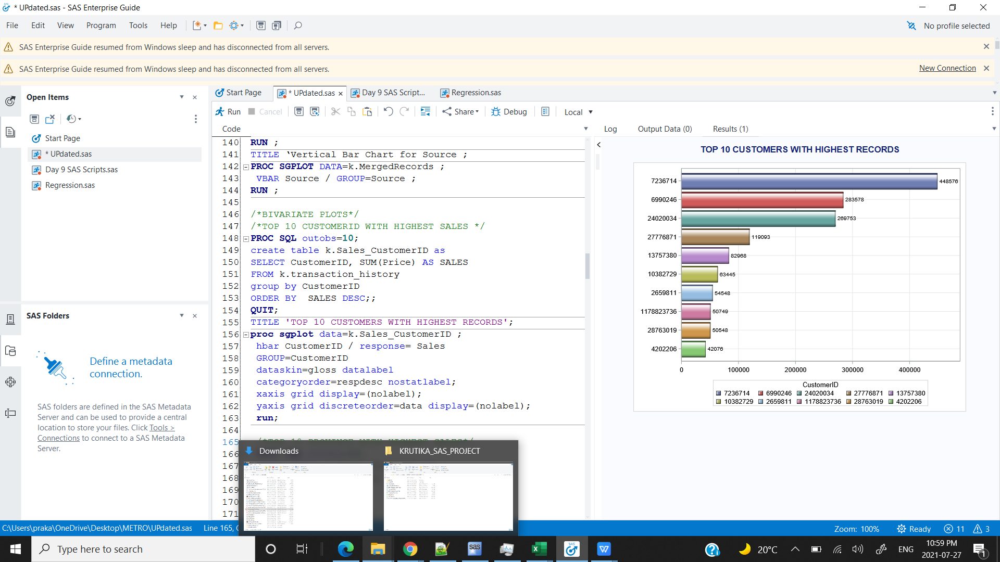 * UPdated.sas - SAS Enterprise Guide
File Edit View Program Tools Help
No profile selected
SAS Enterprise Guide resumed from Windows sleep and has disconnected from all servers.
SAS Enterprise Guide resumed from Windows sleep and has disconnected from all servers.
New Connection
Open Items
Start Page
* UPdated.sas
Day 9 SAS Scripts.sas
Regression.sas
SAS Folders
Define a metadata
connection.
SAS folders are defined in the SAS Metadata
Server and can be used to provide a central
location to store your files. Click Tools >
Connections to connect to a SAS Metadata
Server.
Start Page * UPdated.sas Day 9 SAS Script... Regression.sas
Run Cancel Share Debug Local
Code
140 RUN ;
141 TITLE ‘Vertical Bar Chart for Source ;
142 PROC SGPLOT DATA=k.MergedRecords ;
143 VBAR Source / GROUP=Source ;
144 RUN ;
145
146 /*BIVARIATE PLOTS*/
147 /*TOP 10 CUSTOMERID WITH HIGHEST SALES */
148 PROC SQL outobs=10;
149 create table k.Sales_CustomerID as
150 SELECT CustomerID, SUM(Price) AS SALES
151 FROM k.transaction_history
152 group by CustomerID
153 ORDER BY SALES DESC;;
154 QUIT;
155 TITLE 'TOP 10 CUSTOMERS WITH HIGHEST RECORDS';
156 proc sgplot data=k.Sales_CustomerID ;
157 hbar CustomerID / response= Sales
158 GROUP=CustomerID
159 dataskin=gloss datalabel
160 categoryorder=respdesc nostatlabel;
161 xaxis grid display=(nolabel);
162 yaxis grid discreteorder=data display=(nolabel);
163 run;
164
165 /*TOP 10 PROVINCE WITH HIGHEST SALES*/
166
167
168
169
170
171
Downloads
KRUTIKA_SAS_PROJECT
Log Output Data (0) Results (1)
TOP 10 CUSTOMERS WITH HIGHEST RECORDS
7236714 448576
6990246 283578
24020034 269753
27776871 119093
13757380 82968
10382729 63445
2659811 54548
1178823736 50749
28763019 50548
4202206 42076
0 100000 200000 300000 400000
CustomerID
7236714 6990246 24020034 27776871 13757380
10382729 2659811 1178823736 28763019 4202206
C:\Users\praka\OneDrive\Desktop\METRO\UPdated.sas Line 165,
Zoom: 100% Ready 11 3
Type here to search
sas
SAS
20°C
ENG
10:59 PM
2021-07-27
1